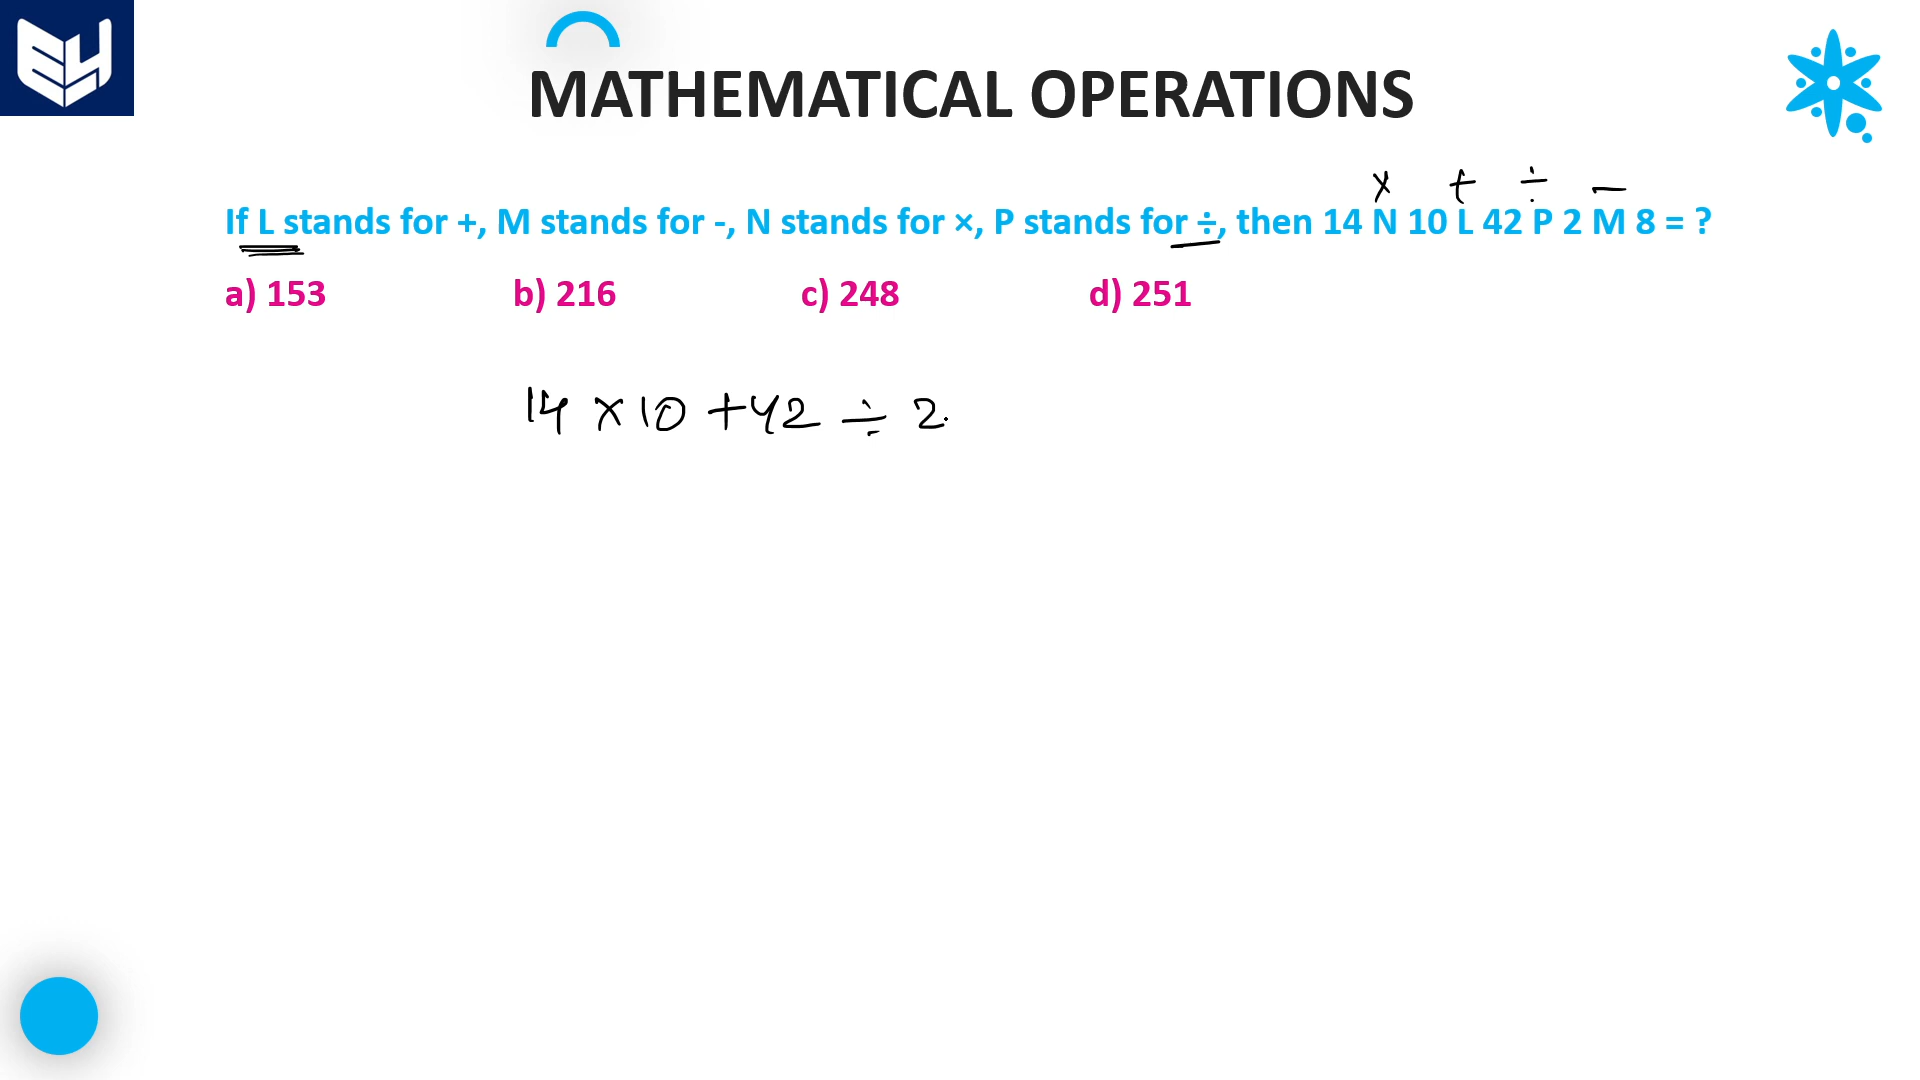 MATHEMATICAL OPERATIONS
× + ÷ −
If L stands for +, M stands for -, N stands for ×, P stands for ÷, then 14 N 10 L 42 P 2 M 8 = ?
a) 153 b) 216 c) 248 d) 251
14 × 10 + 42 ÷ 2